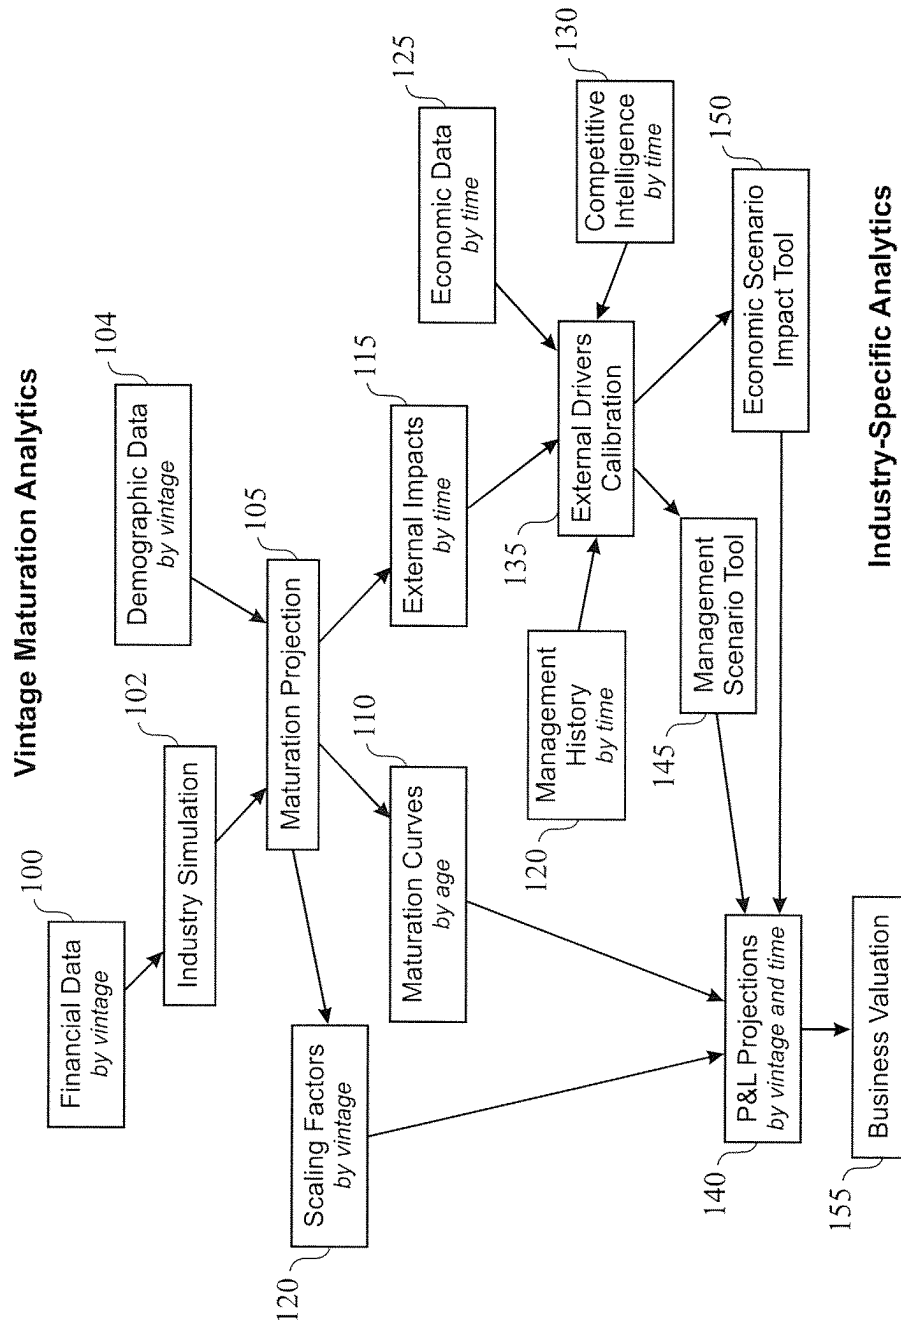 Vintage Maturation Analytics
100
Financial Data
by vintage
102
Industry Simulation
104
Demographic Data
by vintage
105
Maturation Projection
120
Scaling Factors
by vintage
110
Maturation Curves
by age
115
External Impacts
by time
125
Economic Data
by time
120
Management
History
by time
135
External Drivers
Calibration
130
Competitive
Intelligence
by time
145
Management
Scenario Tool
150
Economic Scenario
Impact Tool
140
P&L Projections
by vintage and time
155
Business Valuation
Industry-Specific Analytics